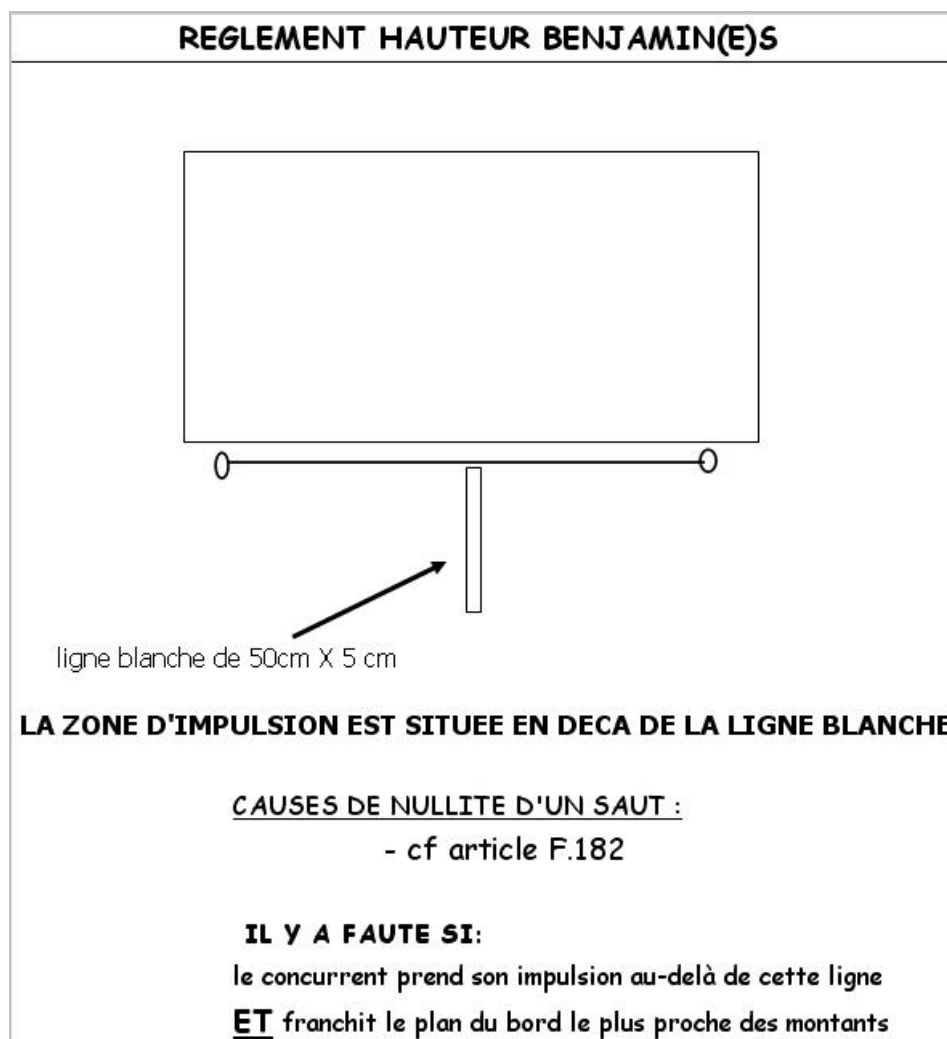 REGLEMENT HAUTEUR BENJAMIN(E)S
ligne blanche de 50cm X 5 cm
LA ZONE D'IMPULSION EST SITUEE EN DECA DE LA LIGNE BLANCHE
CAUSES DE NULLITE D'UN SAUT :
- cf article F.182
IL Y A FAUTE SI:
le concurrent prend son impulsion au-delà de cette ligne
ET franchit le plan du bord le plus proche des montants